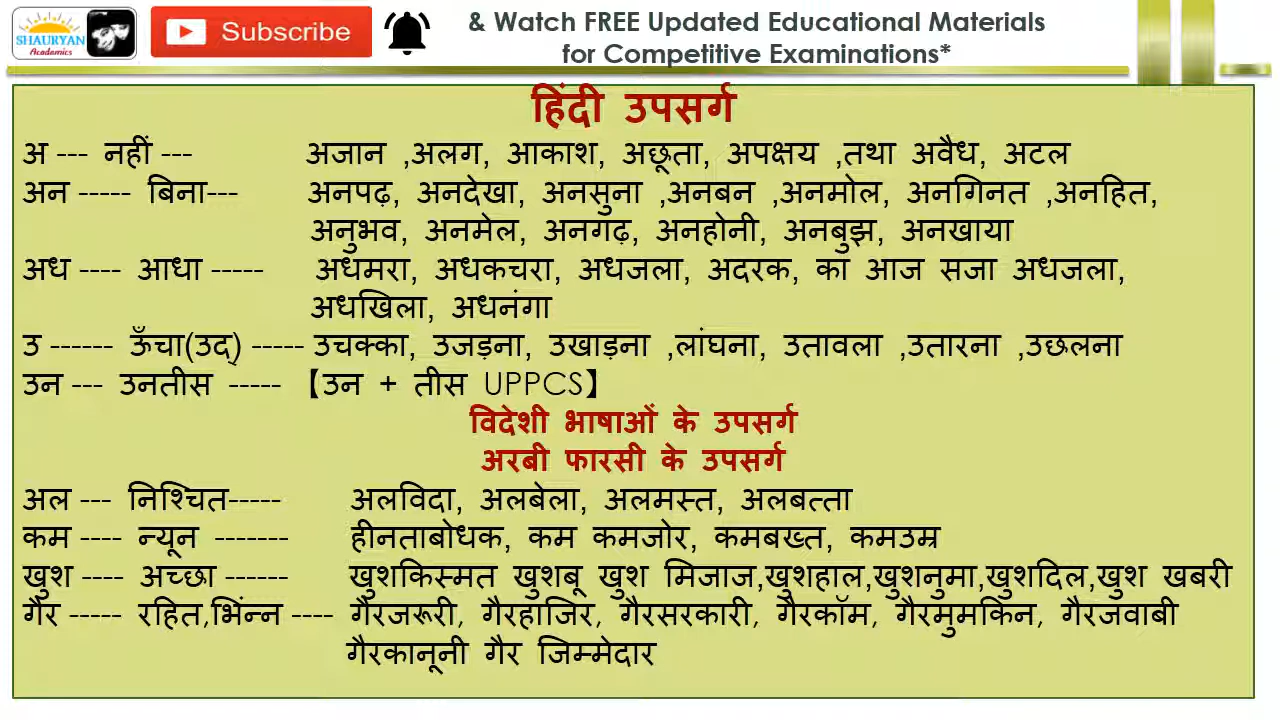 SHAURYAN
Academics
Subscribe
& Watch FREE Updated Educational Materials
for Competitive Examinations*
हिंदी उपसर्ग
अ --- नहीं --- अजान ,अलग, आकाश, अछूता, अपक्षय ,तथा अवैध, अटल
अन ----- बिना--- अनपढ़, अनदेखा, अनसुना ,अनबन ,अनमोल, अनगिनत ,अनहित,
अनुभव, अनमेल, अनगढ़, अनहोनी, अनबुझ, अनखाया
अध ---- आधा ----- अधमरा, अधकचरा, अधजला, अदरक, का आज सजा अधजला,
अधखिला, अधनंगा
उ ------ ऊँचा(उद्) ----- उचक्का, उजड़ना, उखाड़ना ,लांघना, उतावला ,उतारना ,उछलना
उन --- उनतीस ----- 【उन + तीस UPPCS】
विदेशी भाषाओं के उपसर्ग
अरबी फारसी के उपसर्ग
अल --- निश्चित----- अलविदा, अलबेला, अलमस्त, अलबत्ता
कम ---- न्यून ------- हीनताबोधक, कम कमजोर, कमबख्त, कमउम्र
खुश ---- अच्छा ------ खुशकिस्मत खुशबू खुश मिजाज,खुशहाल,खुशनुमा,खुशदिल,खुश खबरी
गैर ----- रहित,भिंन्न ---- गैरजरूरी, गैरहाजिर, गैरसरकारी, गैरकॉम, गैरमुमकिन, गैरजवाबी
गैरकानूनी गैर जिम्मेदार